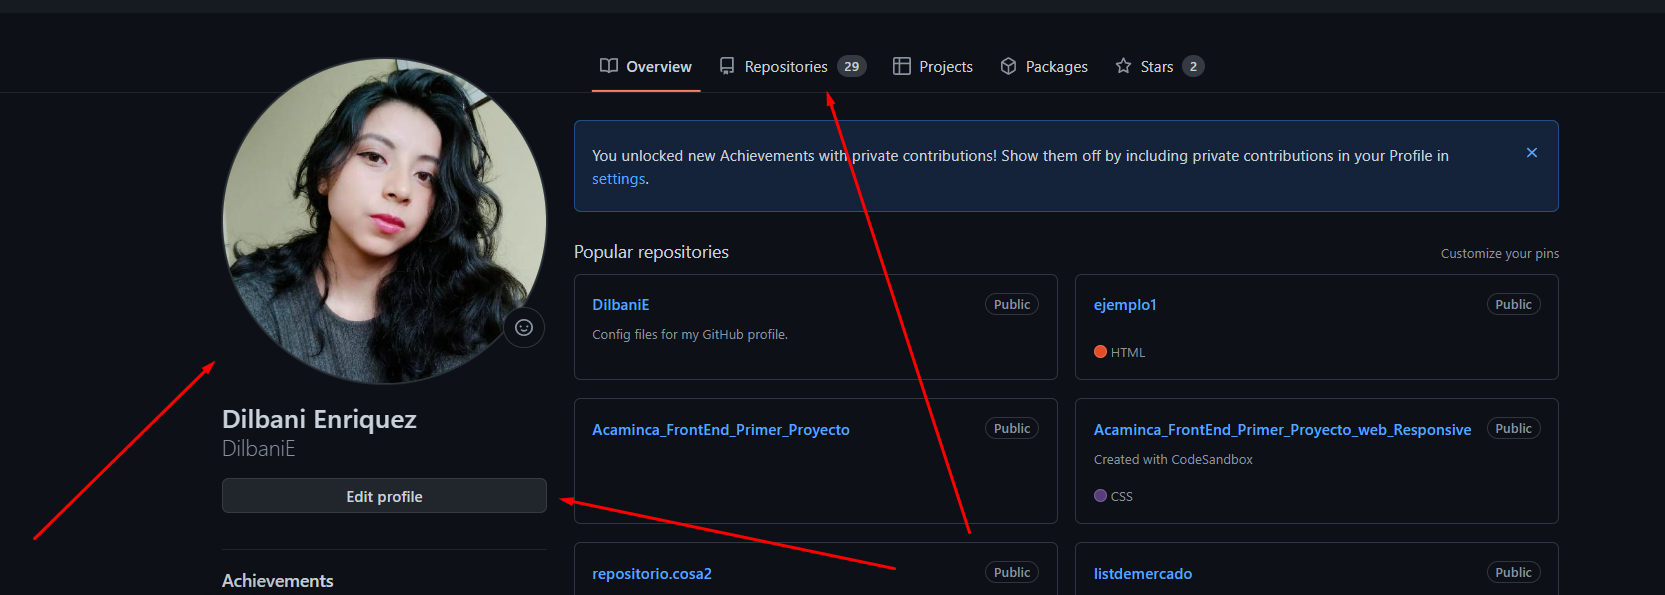 Overview Repositories 29 Projects Packages Stars 2
You unlocked new Achievements with private contributions! Show them off by including private contributions in your Profile in
settings.
Popular repositories Customize your pins
DilbaniE Public
Config files for my GitHub profile.
ejemplo1 Public
HTML
Acaminca_FrontEnd_Primer_Proyecto Public
Acaminca_FrontEnd_Primer_Proyecto_web_Responsive Public
Created with CodeSandbox
CSS
repositorio.cosa2 Public
listdemercado Public
Dilbani Enriquez
DilbaniE
Edit profile
Achievements